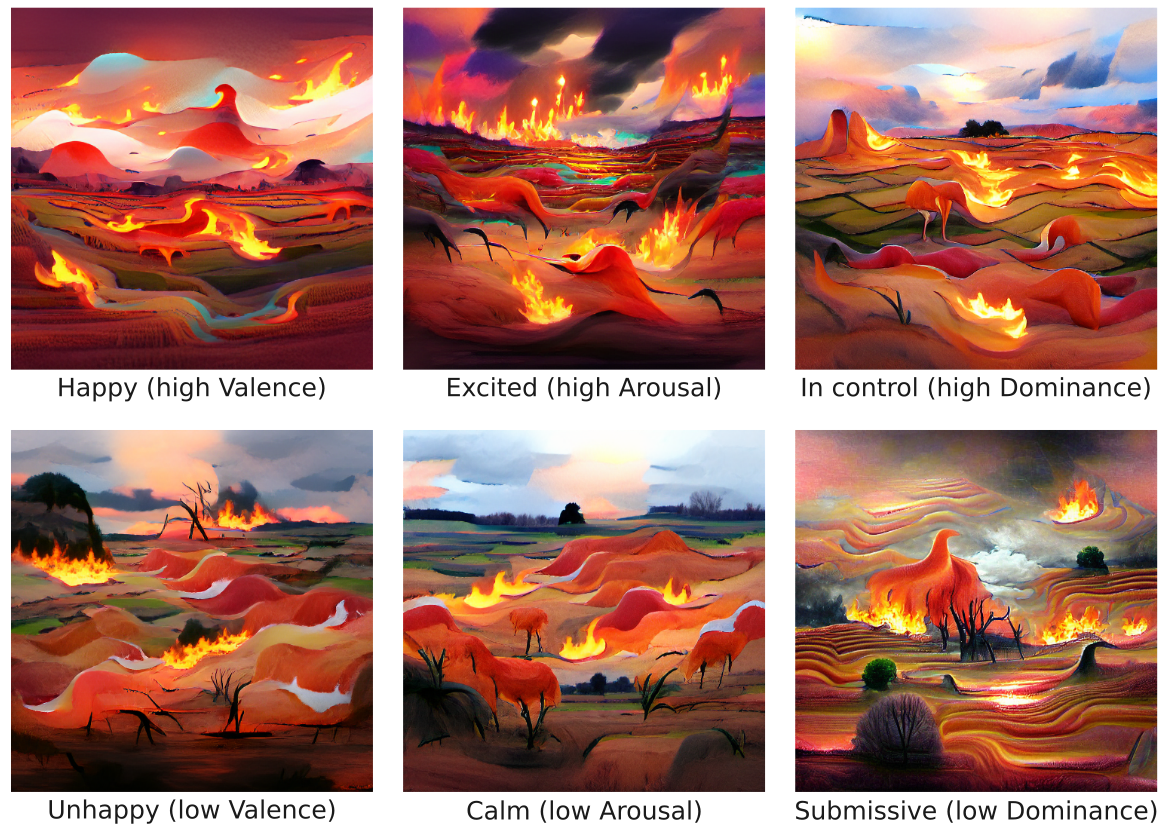 Happy (high Valence)
Excited (high Arousal)
In control (high Dominance)
Unhappy (low Valence)
Calm (low Arousal)
Submissive (low Dominance)